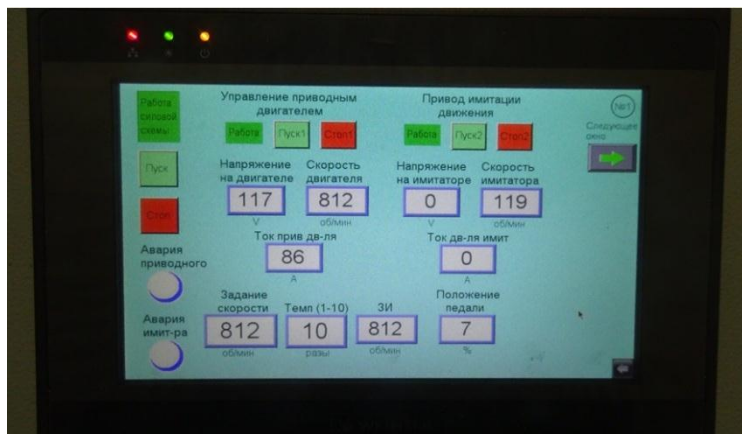 Работа
силовой
схемы
Пуск
Стоп
Авария
приводного
Авария
имит-ра
Управление приводным
двигателем
Работа
Пуск1
Стоп1
Напряжение
на двигателе
117
V
Скорость
двигателя
812
об/мин
Ток прив дв-ля
86
A
Привод имитации
движения
Работа
Пуск2
Стоп2
Напряжение
на имитаторе
0
V
Скорость
имитатора
119
об/мин
Ток дв-ля имит
0
A
Задание
скорости
812
об/мин
Темп (1-10)
10
разы
ЗИ
812
об/мин
Положение
педали
7
%
№1
Следующее
окно